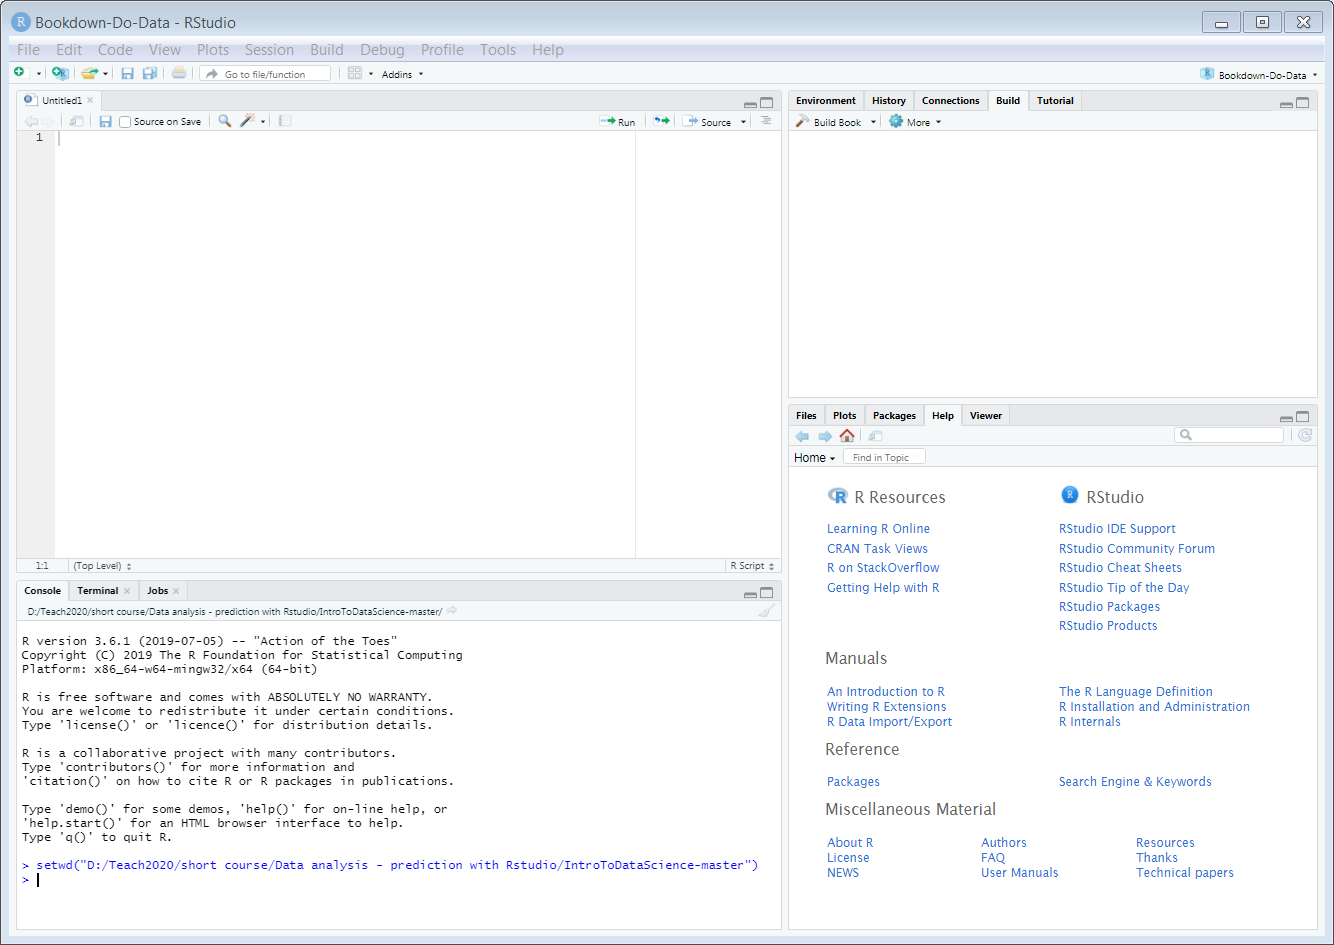 Bookdown-Do-Data - RStudio
File Edit Code View Plots Session Build Debug Profile Tools Help
Go to file/function Addins Bookdown-Do-Data
Untitled1
Source on Save Run Source
1
1:1 (Top Level) R Script
Console Terminal Jobs
D:/Teach2020/short course/Data analysis - prediction with Rstudio/IntroToDataScience-master/
R version 3.6.1 (2019-07-05) -- "Action of the Toes"
Copyright (C) 2019 The R Foundation for Statistical Computing
Platform: x86_64-w64-mingw32/x64 (64-bit)
R is free software and comes with ABSOLUTELY NO WARRANTY.
You are welcome to redistribute it under certain conditions.
Type 'license()' or 'licence()' for distribution details.
R is a collaborative project with many contributors.
Type 'contributors()' for more information and
'citation()' on how to cite R or R packages in publications.
Type 'demo()' for some demos, 'help()' for on-line help, or
'help.start()' for an HTML browser interface to help.
Type 'q()' to quit R.
> setwd("D:/Teach2020/short course/Data analysis - prediction with Rstudio/IntroToDataScience-master")
>
Environment History Connections Build Tutorial
Build Book More
Files Plots Packages Help Viewer
Home Find in Topic
R Resources
Learning R Online
CRAN Task Views
R on StackOverflow
Getting Help with R
RStudio
RStudio IDE Support
RStudio Community Forum
RStudio Cheat Sheets
RStudio Tip of the Day
RStudio Packages
RStudio Products
Manuals
An Introduction to R The R Language Definition
Writing R Extensions R Installation and Administration
R Data Import/Export R Internals
Reference
Packages Search Engine & Keywords
Miscellaneous Material
About R Authors Resources
License FAQ Thanks
NEWS User Manuals Technical papers